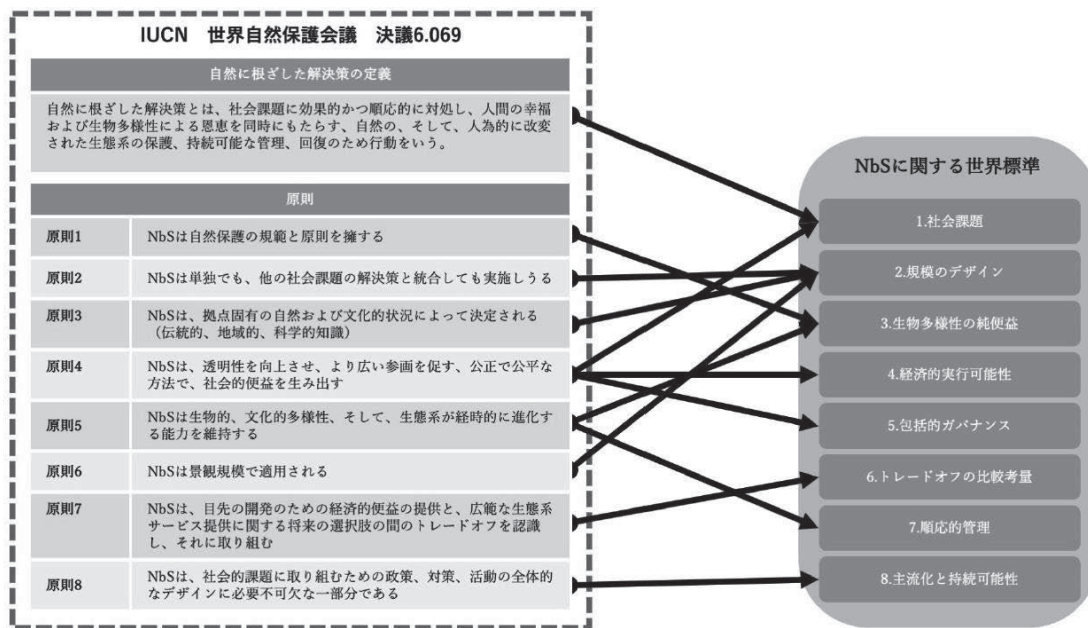 IUCN 世界自然保護会議 決議6.069
自然に根ざした解決策の定義
自然に根ざした解決策とは、社会課題に効果的かつ順応的に対処し、人間の幸福
および生物多様性による恩恵を同時にもたらす、自然の、そして、人為的に改変
された生態系の保護、持続可能な管理、回復のため行動をいう。
原則
原則1
NbSは自然保護の規範と原則を擁する
原則2
NbSは単独でも、他の社会課題の解決策と統合しても実施しうる
原則3
NbSは、拠点固有の自然および文化的状況によって決定される
（伝統的、地域的、科学的知識）
原則4
NbSは、透明性を向上させ、より広い参画を促す、公正で公平な
方法で、社会的便益を生み出す
原則5
NbSは生物的、文化的多様性、そして、生態系が経時的に進化す
る能力を維持する
原則6
NbSは景観規模で適用される
原則7
NbSは、目先の開発のための経済的便益の提供と、広範な生態系
サービス提供に関する将来の選択肢の間のトレードオフを認識
し、それに取り組む
原則8
NbSは、社会的課題に取り組むための政策、対策、活動の全体的
なデザインに必要不可欠な一部分である
NbSに関する世界標準
1.社会課題
2.規模のデザイン
3.生物多様性の純便益
4.経済的実行可能性
5.包括的ガバナンス
6.トレードオフの比較考量
7.順応的管理
8.主流化と持続可能性